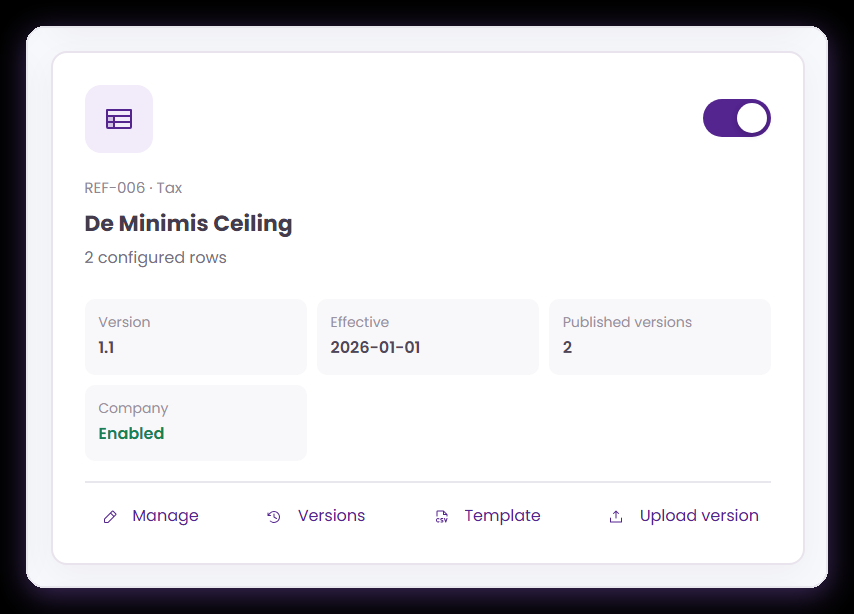 REF-006 · Tax
De Minimis Ceiling
2 configured rows
Version
1.1
Effective
2026-01-01
Published versions
2
Company
Enabled
Manage
Versions
CSV
Template
Upload version